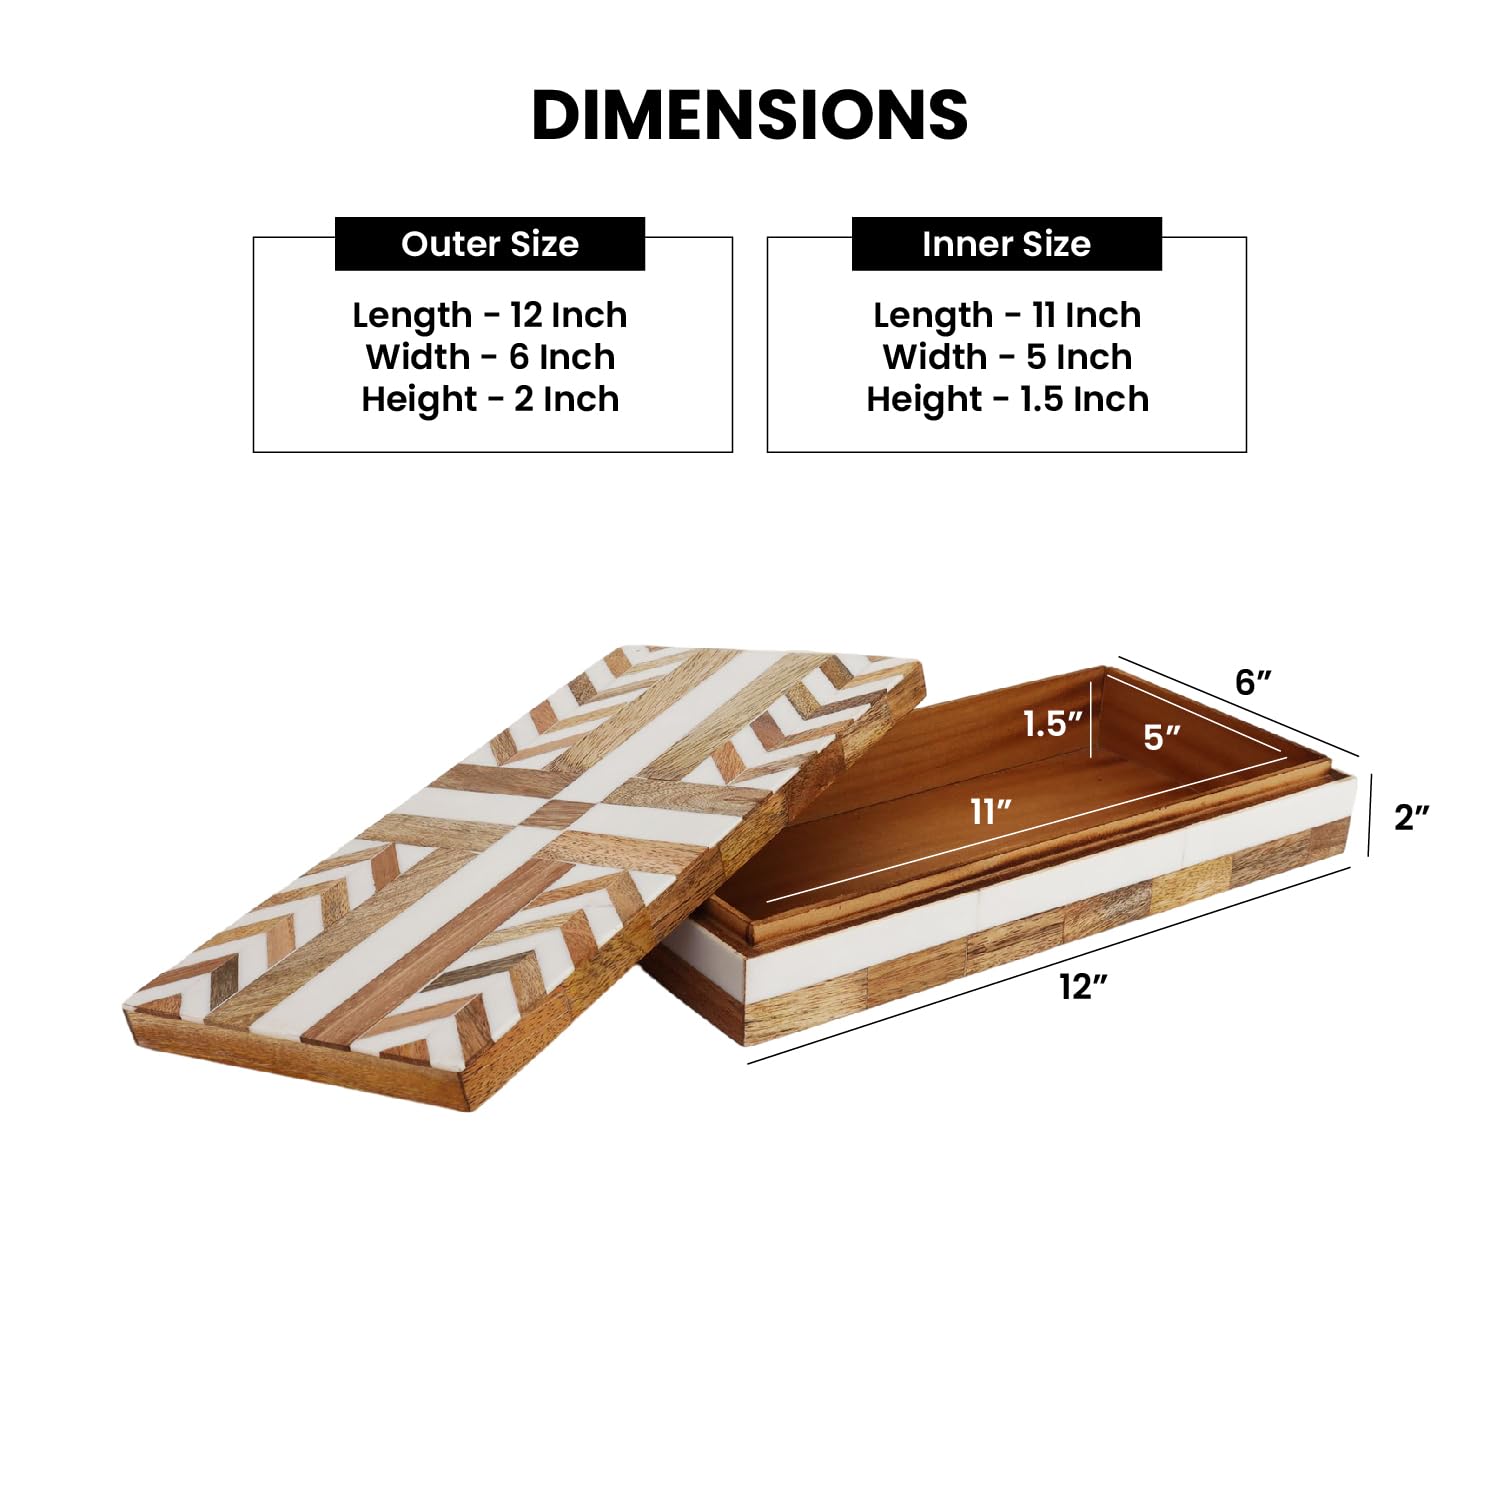 DIMENSIONS
Outer Size
Length - 12 Inch
Width - 6 Inch
Height - 2 Inch
Inner Size
Length - 11 Inch
Width - 5 Inch
Height - 1.5 Inch
6”
1.5”
5”
11”
2”
12”